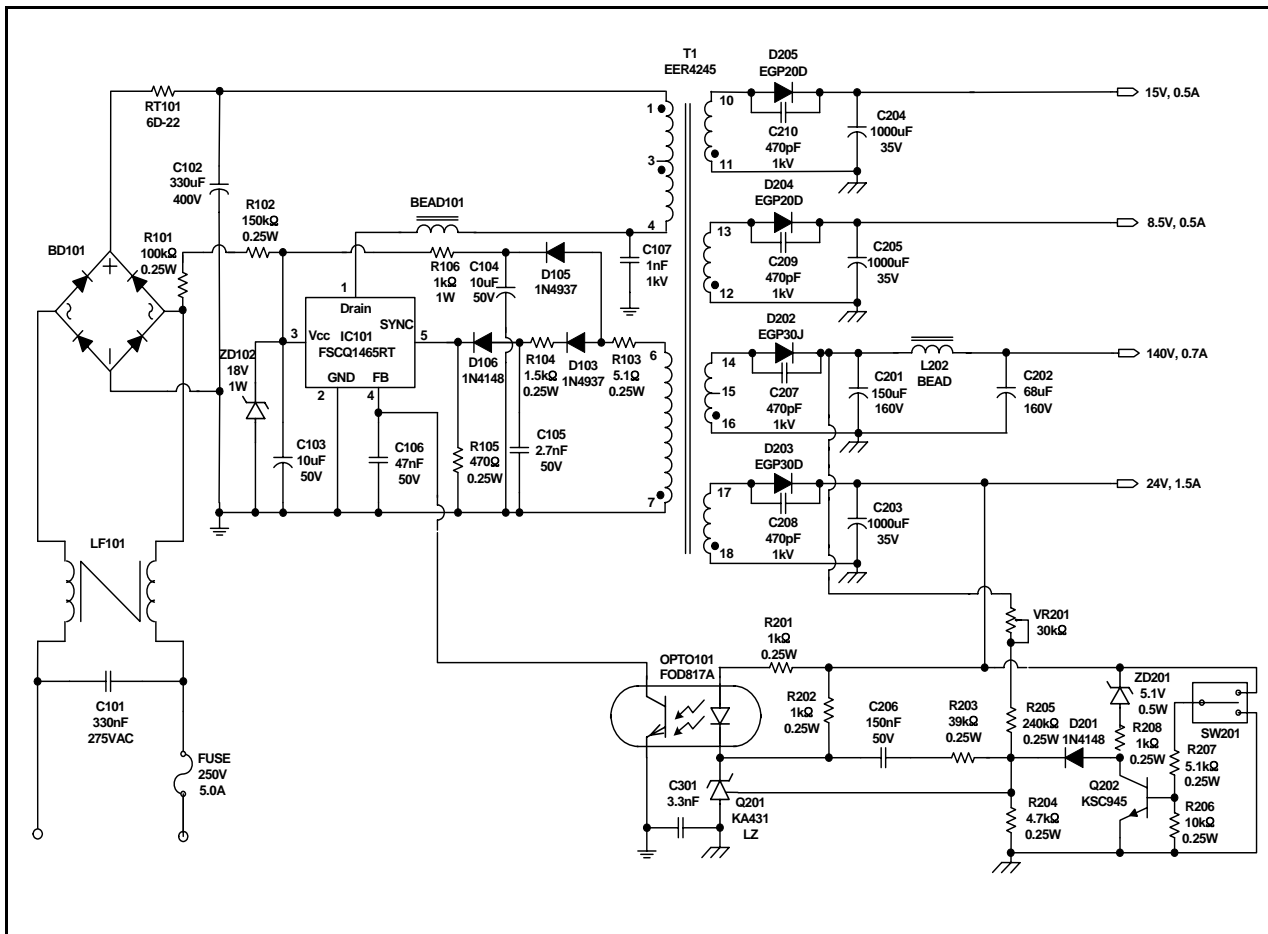 T1
EER4245
D205
EGP20D
15V, 0.5A
RT101
6D-22
1
10
C210
470pF
1kV
C204
1000uF
35V
C102
330uF
400V
3
11
D204
EGP20D
R102
150kΩ
0.25W
BEAD101
4
13
8.5V, 0.5A
R101
100kΩ
0.25W
BD101
R106
1kΩ
1W
C104
10uF
50V
D105
1N4937
C107
1nF
1kV
C209
470pF
1kV
C205
1000uF
35V
12
1
Drain
SYNC
3
Vcc
IC101
FSCQ1465RT
5
GND
FB
2
4
ZD102
18V
1W
D106
1N4148
R104
1.5kΩ
0.25W
D103
1N4937
R103
5.1Ω
0.25W
6
D202
EGP30J
14
15
16
L202
BEAD
140V, 0.7A
C207
470pF
1kV
C201
150uF
160V
C202
68uF
160V
C103
10uF
50V
C106
47nF
50V
R105
470Ω
0.25W
C105
2.7nF
50V
7
D203
EGP30D
17
24V, 1.5A
C208
470pF
1kV
C203
1000uF
35V
18
LF101
VR201
30kΩ
R201
1kΩ
0.25W
OPTO101
FOD817A
C101
330nF
275VAC
R202
1kΩ
0.25W
C206
150nF
50V
R203
39kΩ
0.25W
R205
240kΩ
0.25W
D201
1N4148
ZD201
5.1V
0.5W
R208
1kΩ
0.25W
SW201
R207
5.1kΩ
0.25W
FUSE
250V
5.0A
C301
3.3nF
Q201
KA431
LZ
R204
4.7kΩ
0.25W
Q202
KSC945
R206
10kΩ
0.25W